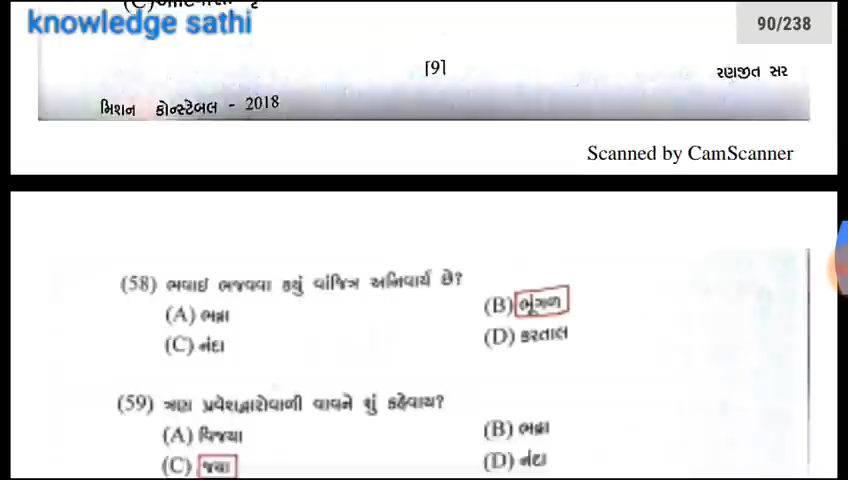 knowledge sathi
90/238
[9]
રણજીત સર
મિશન કોન્સ્ટેબલ - 2018
Scanned by CamScanner
(58) ભવાઈ ભજવવા કયું વાંજિત્ર અનિવાર્ય છે?
(A) ભદ્રા
(B) ભૂંગળ
(C) નંદા
(D) કરતાલ
(59) ત્રણ પ્રવેશદ્વારોવાળી વાવને શું કહેવાય?
(A) વિજયા
(B) ભદ્રા
(C) જયા
(D) નંદા